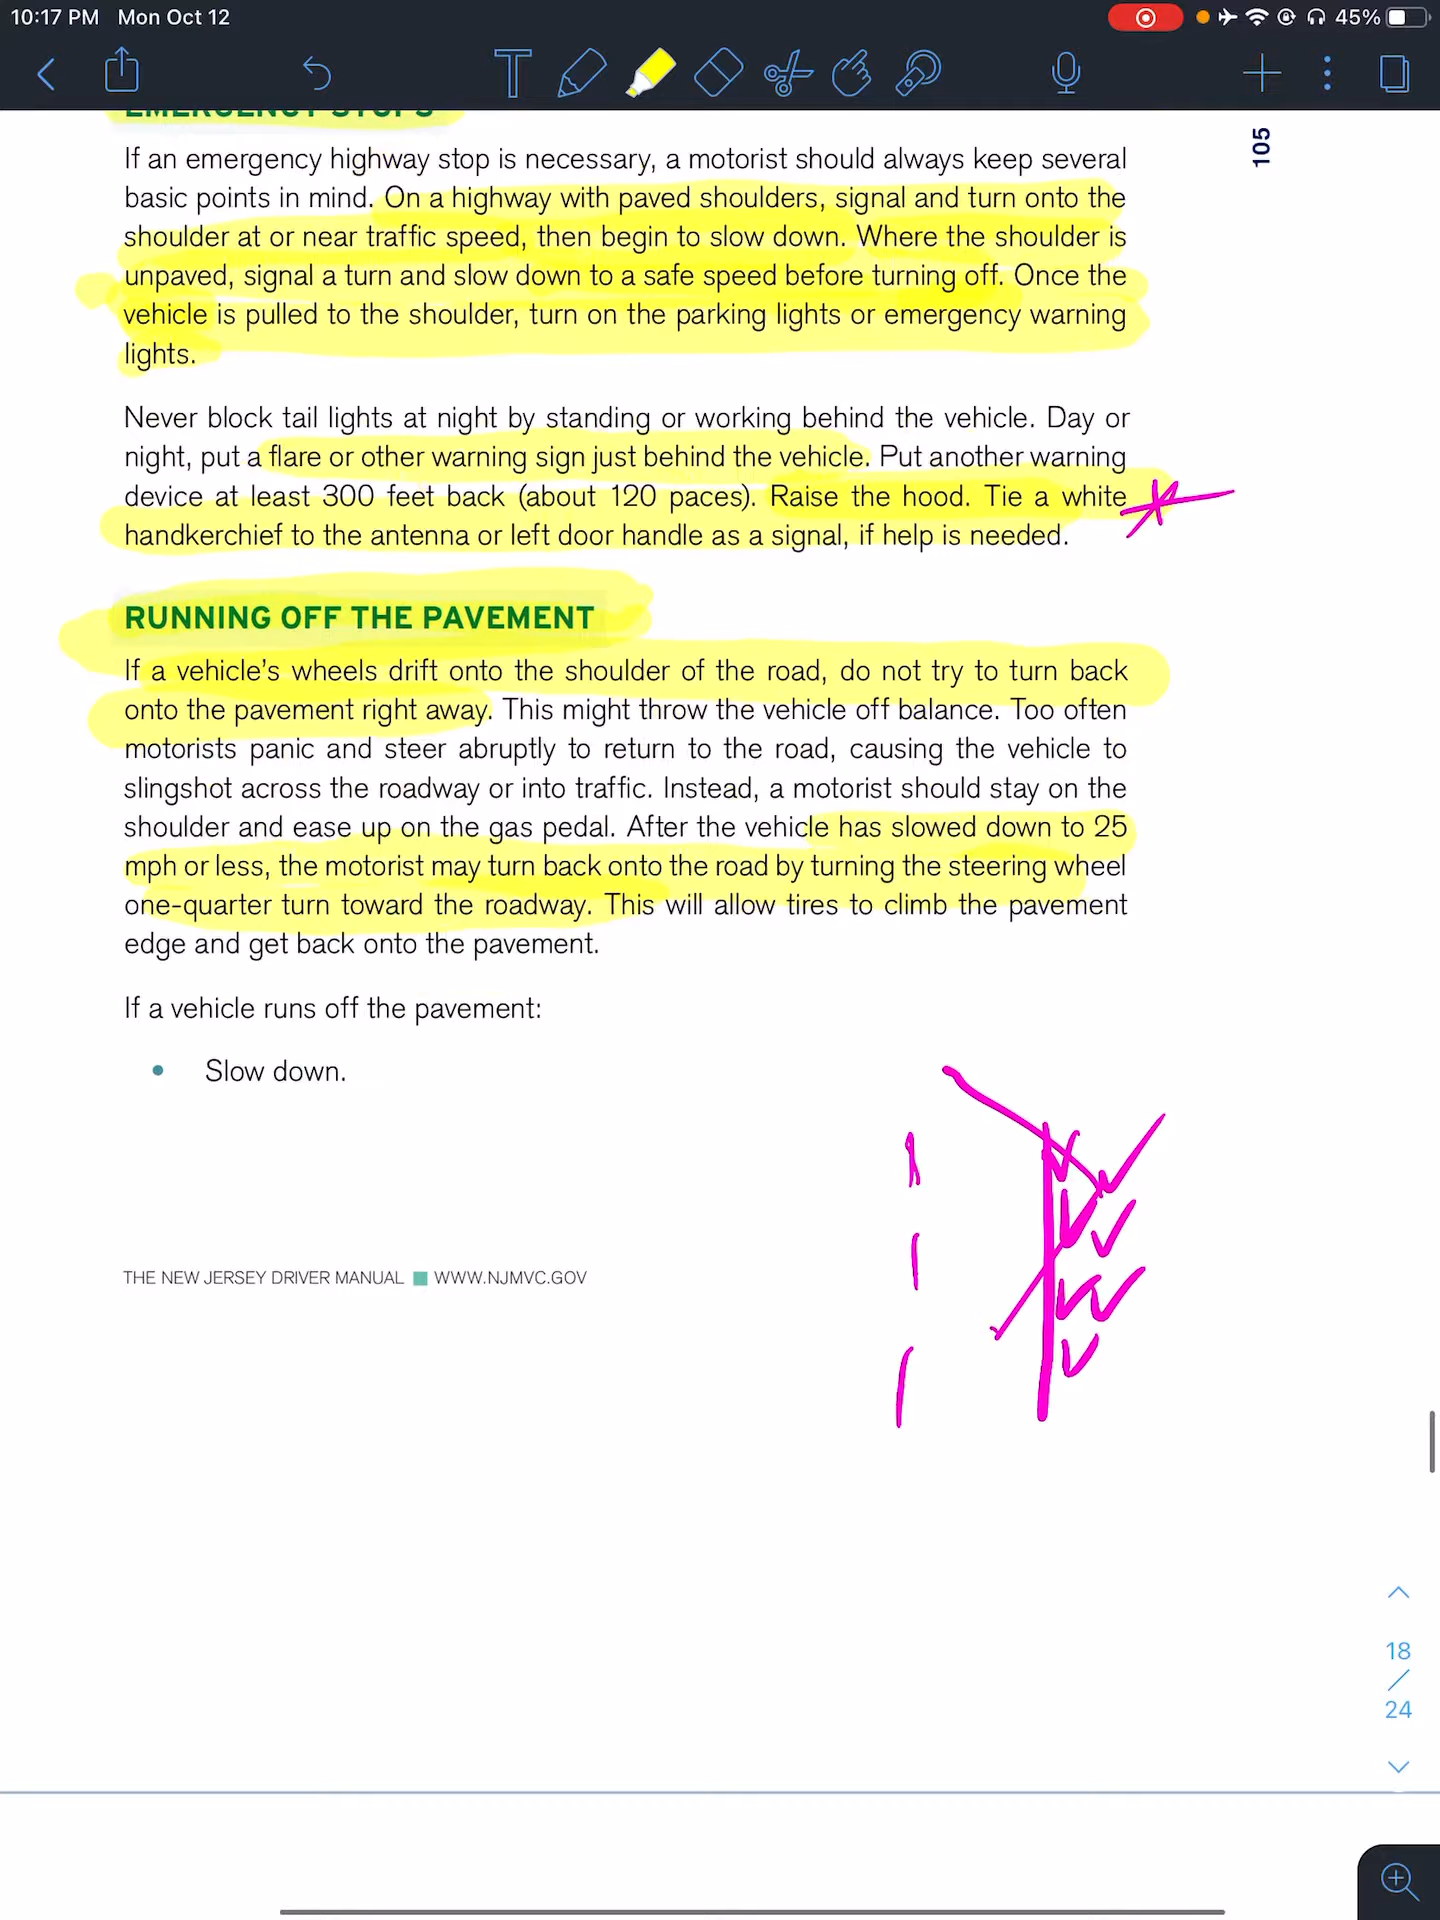 10:17 PM Mon Oct 12
45%
EMERGENCY STOPS
105
If an emergency highway stop is necessary, a motorist should always keep several
basic points in mind. On a highway with paved shoulders, signal and turn onto the
shoulder at or near traffic speed, then begin to slow down. Where the shoulder is
unpaved, signal a turn and slow down to a safe speed before turning off. Once the
vehicle is pulled to the shoulder, turn on the parking lights or emergency warning
lights.
Never block tail lights at night by standing or working behind the vehicle. Day or
night, put a flare or other warning sign just behind the vehicle. Put another warning
device at least 300 feet back (about 120 paces). Raise the hood. Tie a white
handkerchief to the antenna or left door handle as a signal, if help is needed.
RUNNING OFF THE PAVEMENT
If a vehicle's wheels drift onto the shoulder of the road, do not try to turn back
onto the pavement right away. This might throw the vehicle off balance. Too often
motorists panic and steer abruptly to return to the road, causing the vehicle to
slingshot across the roadway or into traffic. Instead, a motorist should stay on the
shoulder and ease up on the gas pedal. After the vehicle has slowed down to 25
mph or less, the motorist may turn back onto the road by turning the steering wheel
one-quarter turn toward the roadway. This will allow tires to climb the pavement
edge and get back onto the pavement.
If a vehicle runs off the pavement:
• Slow down.
THE NEW JERSEY DRIVER MANUAL ■ WWW.NJMVC.GOV
18
/
24